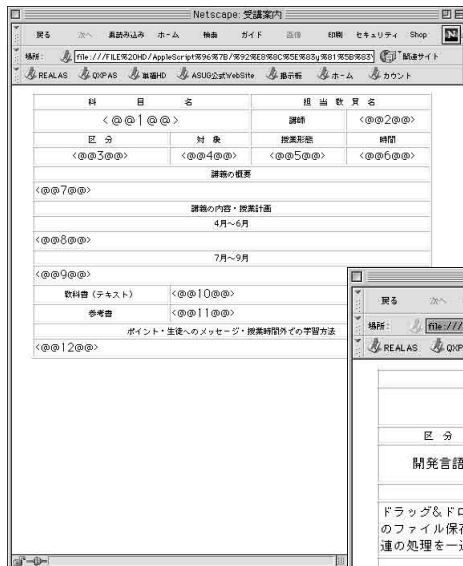 Netscape: 受講案内
戻る 次へ 再読み込み ホーム 検索 ガイド 画像 印刷 セキュリティ Shop
場所: file:///FILE%20HD/AppleScript%96%7B/%92%E8%8C%5E%83y%81%5B%83% 関連サイト
REALAS QXPAS 単価HD ASUG公式WebSite 掲示板 ホーム カウント
科 目 名 担 当 教 員 名
<@@1@@> 講師 <@@2@@>
区 分 対 象 授業形態 時間
<@@3@@> <@@4@@> <@@5@@> <@@6@@>
講義の概要
<@@7@@>
講義の内容・授業計画
4月〜6月
<@@8@@>
7月〜9月
<@@9@@>
教科書（テキスト） <@@10@@>
参考書 <@@11@@>
ポイント・生徒へのメッセージ・授業時間外での学習方法
<@@12@@>
戻る 次へ
場所: file:///
REALAS QXP
区 分
開発言語
ドラッグ&ドロ
のファイル保存
連の処理を一